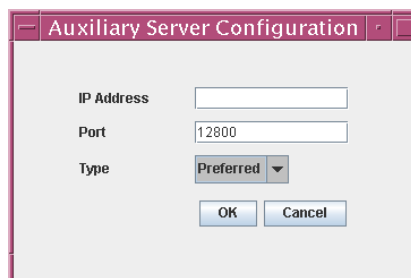 Auxiliary Server Configuration
IP Address
Port 12800
Type Preferred
OK Cancel